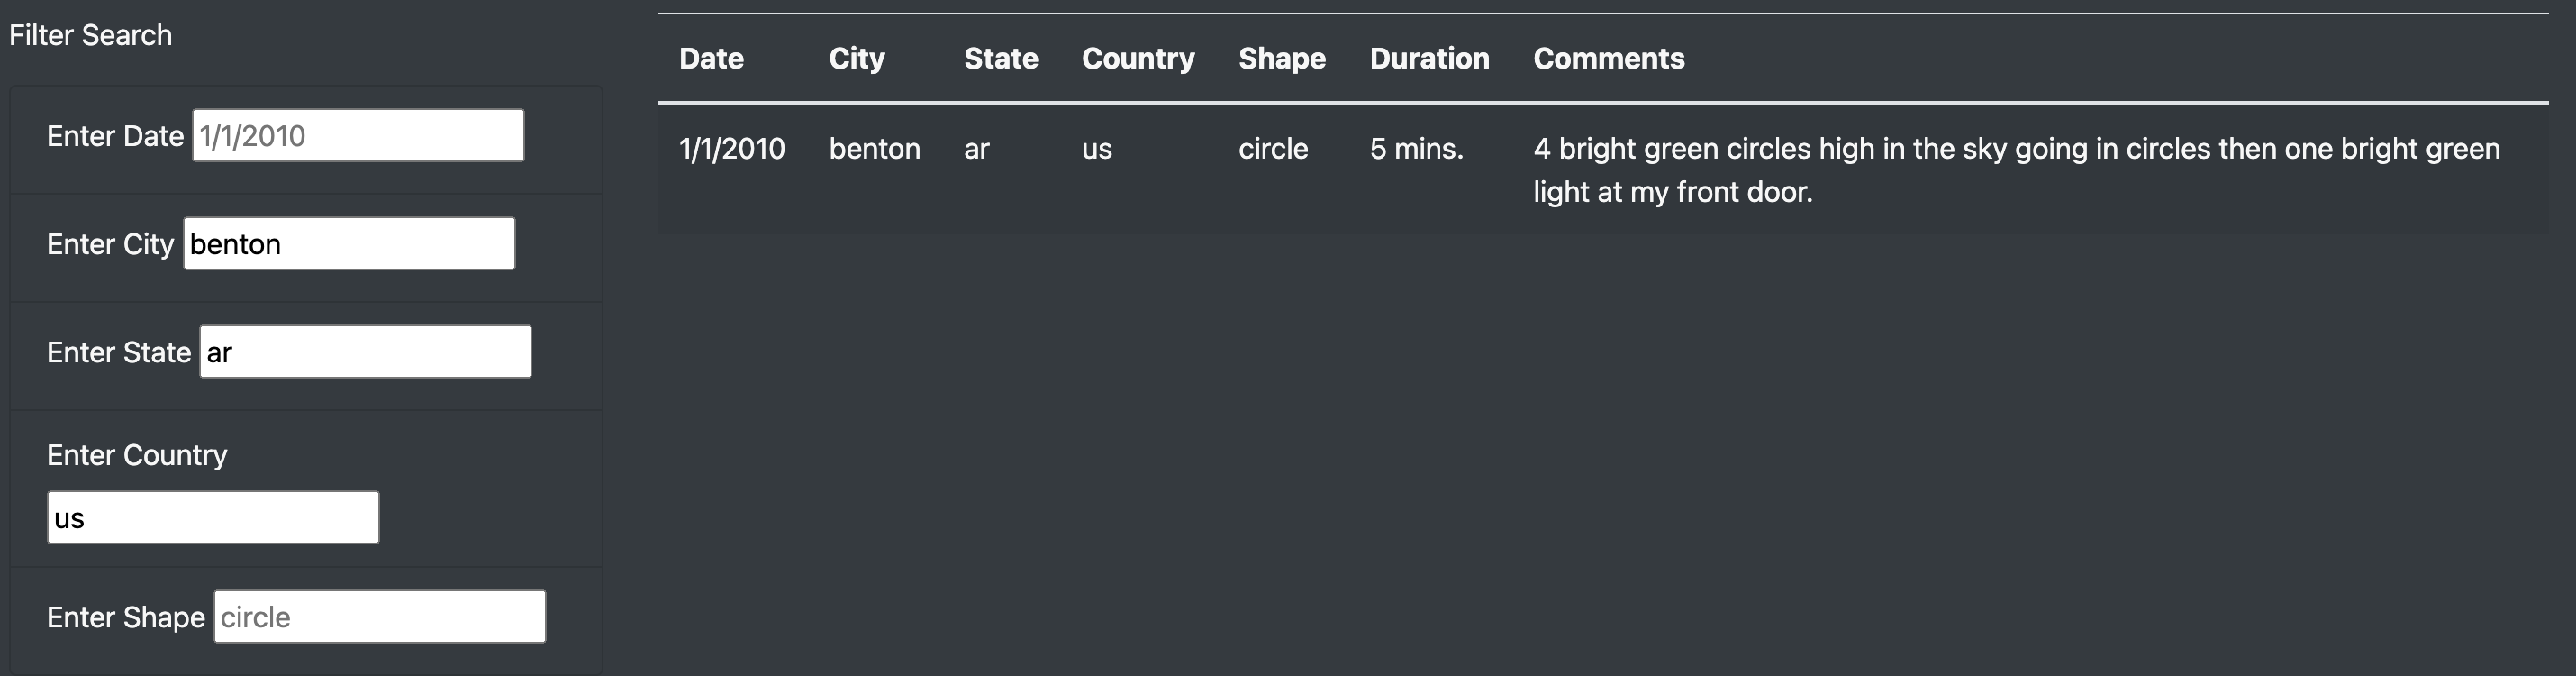 Filter Search
Enter Date 1/1/2010
Enter City benton
Enter State ar
Enter Country
us
Enter Shape circle
Date City State Country Shape Duration Comments
1/1/2010 benton ar us circle 5 mins. 4 bright green circles high in the sky going in circles then one bright green
light at my front door.